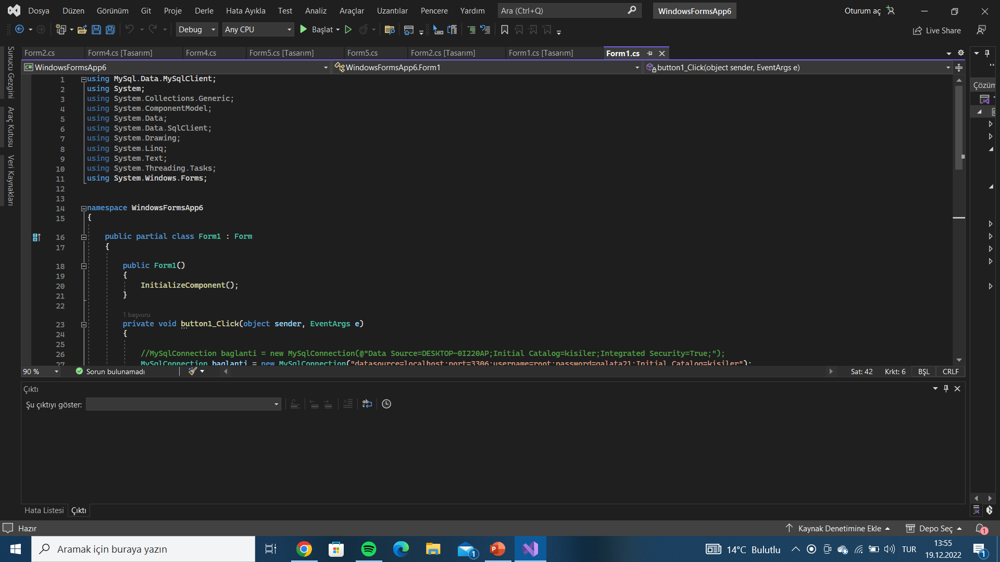 Dosya Düzen Görünüm Git Proje Derle Hata Ayıkla Test Analiz Araçlar Uzantılar Pencere Yardım Ara (Ctrl+Q) WindowsFormsApp6 Oturum aç
Debug Any CPU Başlat Live Share
Form2.cs Form4.cs [Tasarım] Form4.cs Form5.cs [Tasarım] Form5.cs Form2.cs [Tasarım] Form1.cs [Tasarım] Form1.cs
WindowsFormsApp6 WindowsFormsApp6.Form1 button1_Click(object sender, EventArgs e)
Sunucu Gezgini
Araç Kutusu
Veri Kaynakları
Çözüm
1 using MySql.Data.MySqlClient;
2 using System;
3 using System.Collections.Generic;
4 using System.ComponentModel;
5 using System.Data;
6 using System.Data.SqlClient;
7 using System.Drawing;
8 using System.Linq;
9 using System.Text;
10 using System.Threading.Tasks;
11 using System.Windows.Forms;
12
13
14 namespace WindowsFormsApp6
15 {
16 public partial class Form1 : Form
17 {
18 public Form1()
19 {
20 InitializeComponent();
21 }
22
1 başvuru
23 private void button1_Click(object sender, EventArgs e)
24 {
25
26 //MySqlConnection baglanti = new MySqlConnection(@"Data Source=DESKTOP-0I220AP;Initial Catalog=kisiler;Integrated Security=True;");
27 MySqlConnection baglanti = new MySqlConnection("datasource=localhost;port=3306;username=root;password=galata21;Initial Catalog=kisiler");
90 % Sorun bulunamadı Sat: 42 Krkt: 6 BŞL CRLF
Çıktı
Şu çıktıyı göster:
Hata Listesi Çıktı
Hazır Kaynak Denetimine Ekle Depo Seç 1
Aramak için buraya yazın 1 14°C Bulutlu TUR 13:55
19.12.2022 1